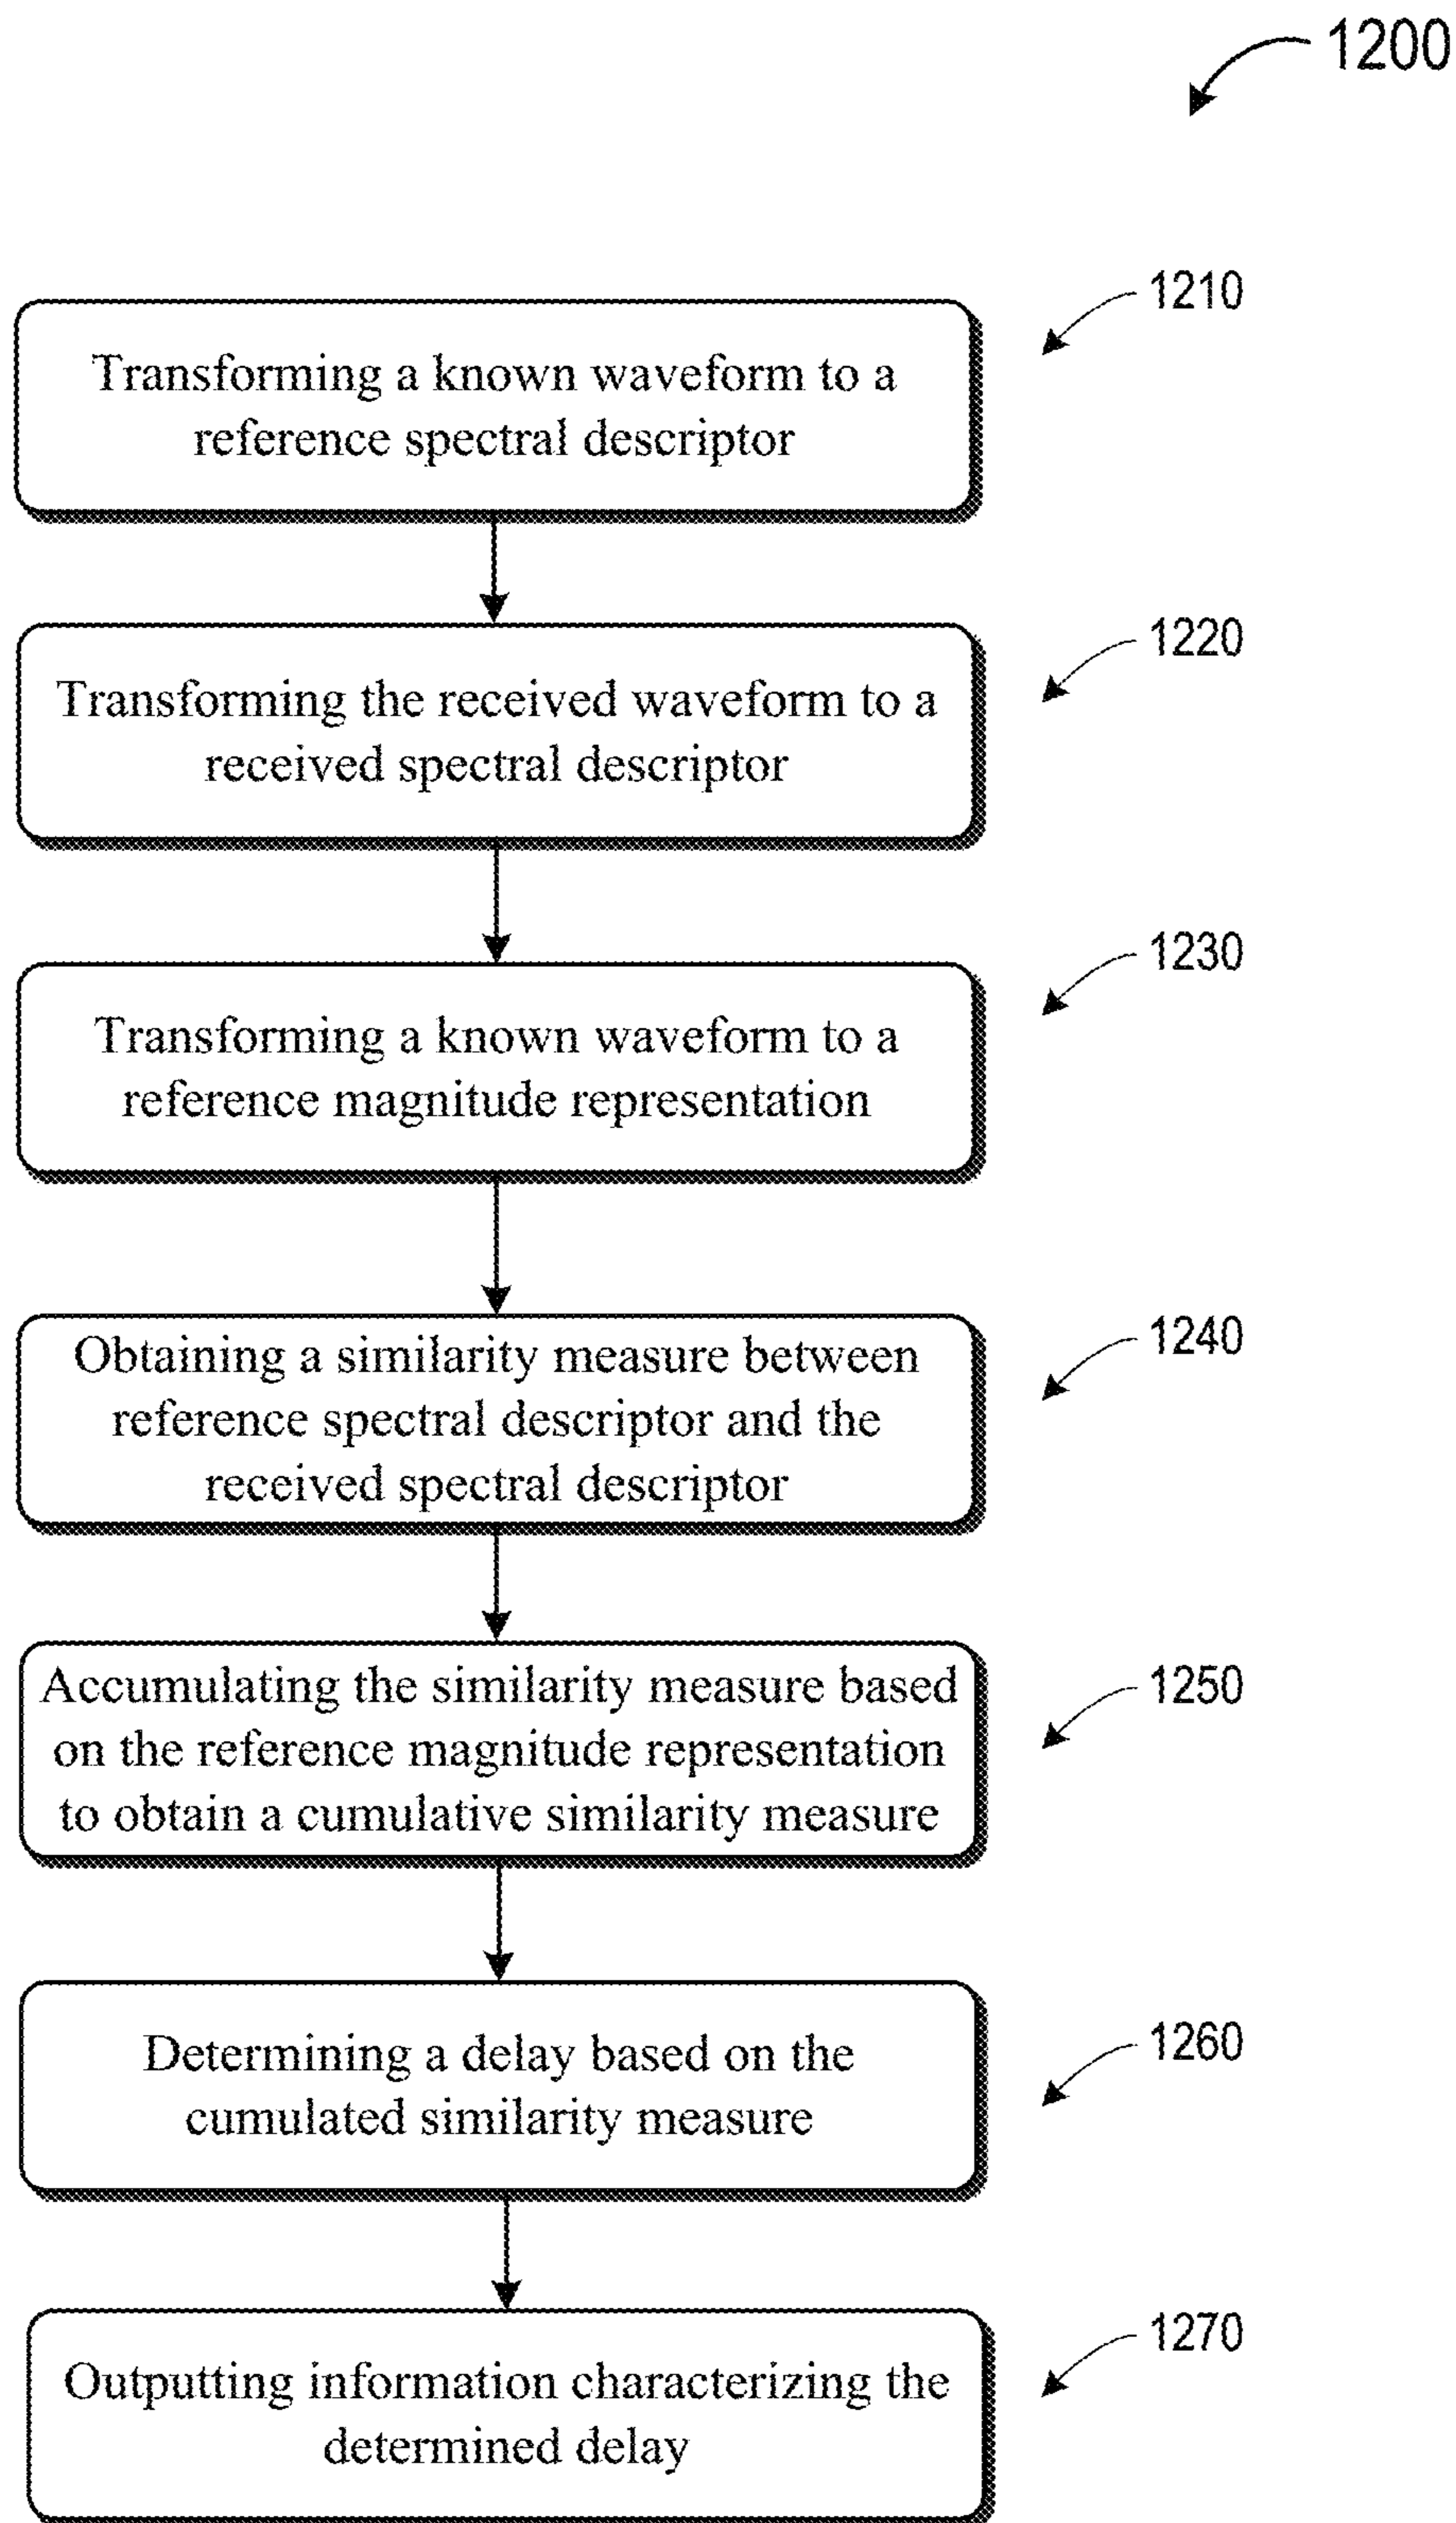 1200
1210
Transforming a known waveform to a
reference spectral descriptor
1220
Transforming the received waveform to a
received spectral descriptor
1230
Transforming a known waveform to a
reference magnitude representation
1240
Obtaining a similarity measure between
reference spectral descriptor and the
received spectral descriptor
1250
Accumulating the similarity measure based
on the reference magnitude representation
to obtain a cumulative similarity measure
1260
Determining a delay based on the
cumulated similarity measure
1270
Outputting information characterizing the
determined delay